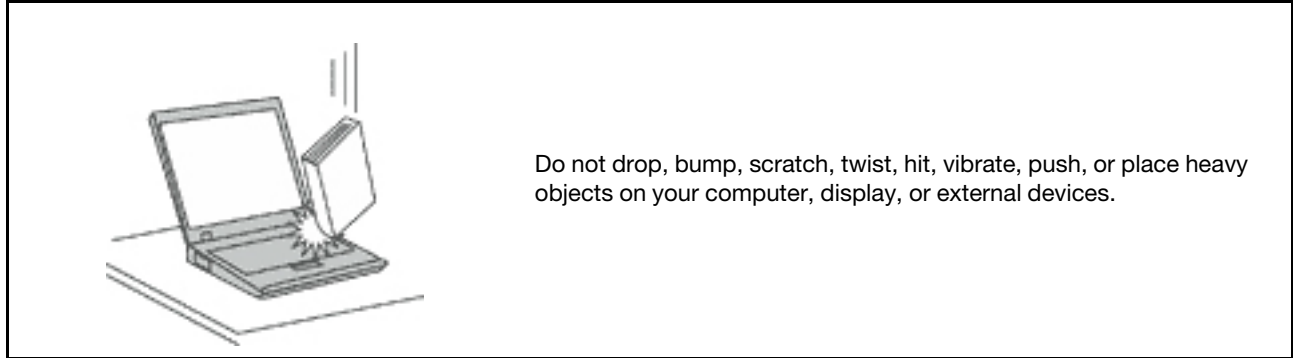 Do not drop, bump, scratch, twist, hit, vibrate, push, or place heavy
objects on your computer, display, or external devices.